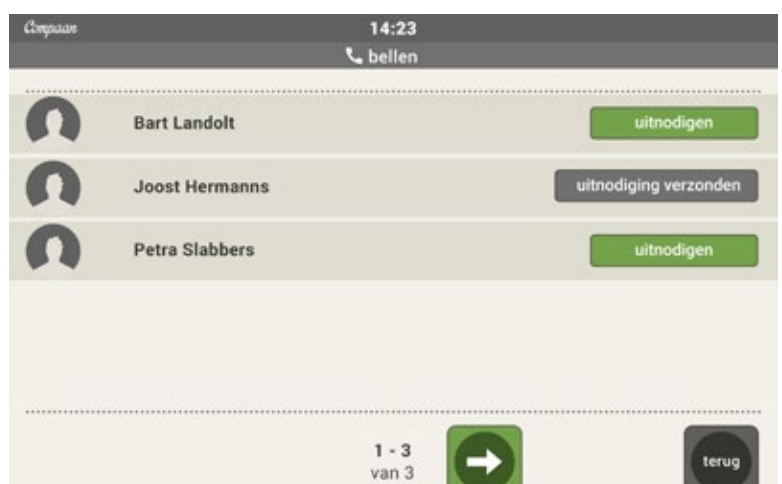 Compaan
14:23
bellen
Bart Landolt
uitnodigen
Joost Hermanns
uitnodiging verzonden
Petra Slabbers
uitnodigen
1 - 3
van 3
terug